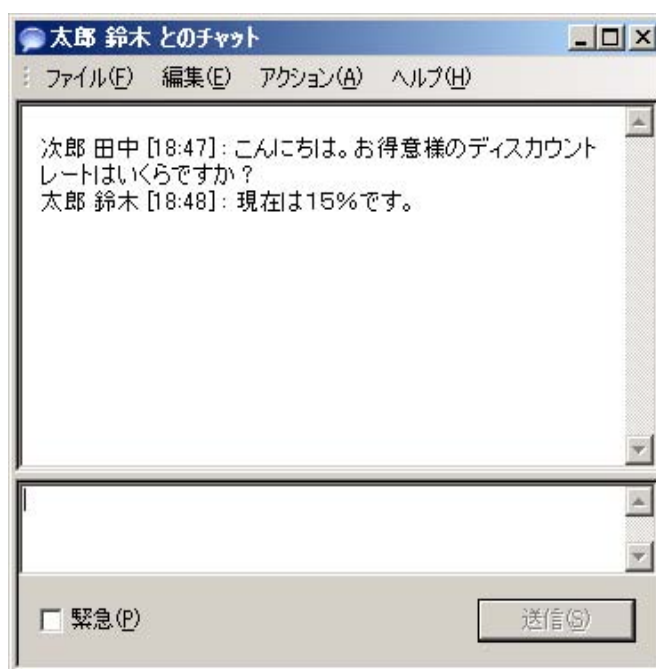 太郎 鈴木 とのチャット
ファイル(F) 編集(E) アクション(A) ヘルプ(H)
次郎 田中 [18:47] : こんにちは。お得意様のディスカウント
レートはいくらですか?
太郎 鈴木 [18:48] : 現在は15%です。
緊急(P)
送信(S)